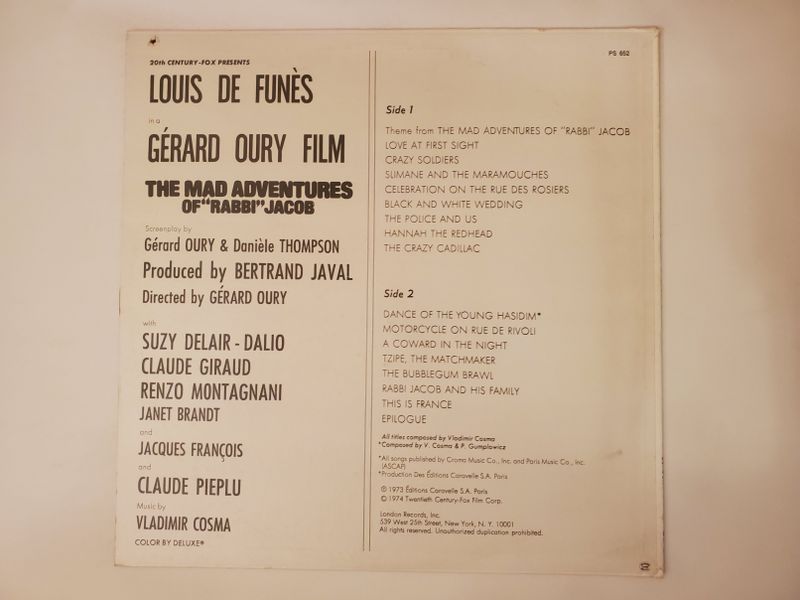 20th CENTURY-FOX PRESENTS
LOUIS DE FUNÈS
in a
GÉRARD OURY FILM
THE MAD ADVENTURES
OF "RABBI" JACOB
Screenplay by
Gérard OURY & Danièle THOMPSON
Produced by BERTRAND JAVAL
Directed by GÉRARD OURY
with
SUZY DELAIR - DALIO
CLAUDE GIRAUD
RENZO MONTAGNANI
JANET BRANDT
and
JACQUES FRANÇOIS
and
CLAUDE PIEPLU
Music by
VLADIMIR COSMA
COLOR BY DELUXE®
PS 652
Side 1
Theme from THE MAD ADVENTURES OF "RABBI" JACOB
LOVE AT FIRST SIGHT
CRAZY SOLDIERS
SLIMANE AND THE MARAMOUCHES
CELEBRATION ON THE RUE DES ROSIERS
BLACK AND WHITE WEDDING
THE POLICE AND US
HANNAH THE REDHEAD
THE CRAZY CADILLAC
Side 2
DANCE OF THE YOUNG HASIDIM*
MOTORCYCLE ON RUE DE RIVOLI
A COWARD IN THE NIGHT
TZIPE, THE MATCHMAKER
THE BUBBLEGUM BRAWL
RABBI JACOB AND HIS FAMILY
THIS IS FRANCE
EPILOGUE
All titles composed by Vladimir Cosma
*Composed by V. Cosma & P. Gumplowicz
*All songs published by Croma Music Co., Inc. and Paris Music Co., Inc.
(ASCAP)
*Production Des Éditions Caravelle S.A. Paris
℗ 1973 Éditions Caravelle S.A. Paris
© 1974 Twentieth Century-Fox Film Corp.
London Records, Inc.
539 West 25th Street, New York, N. Y. 10001
All rights reserved. Unauthorized duplication prohibited.